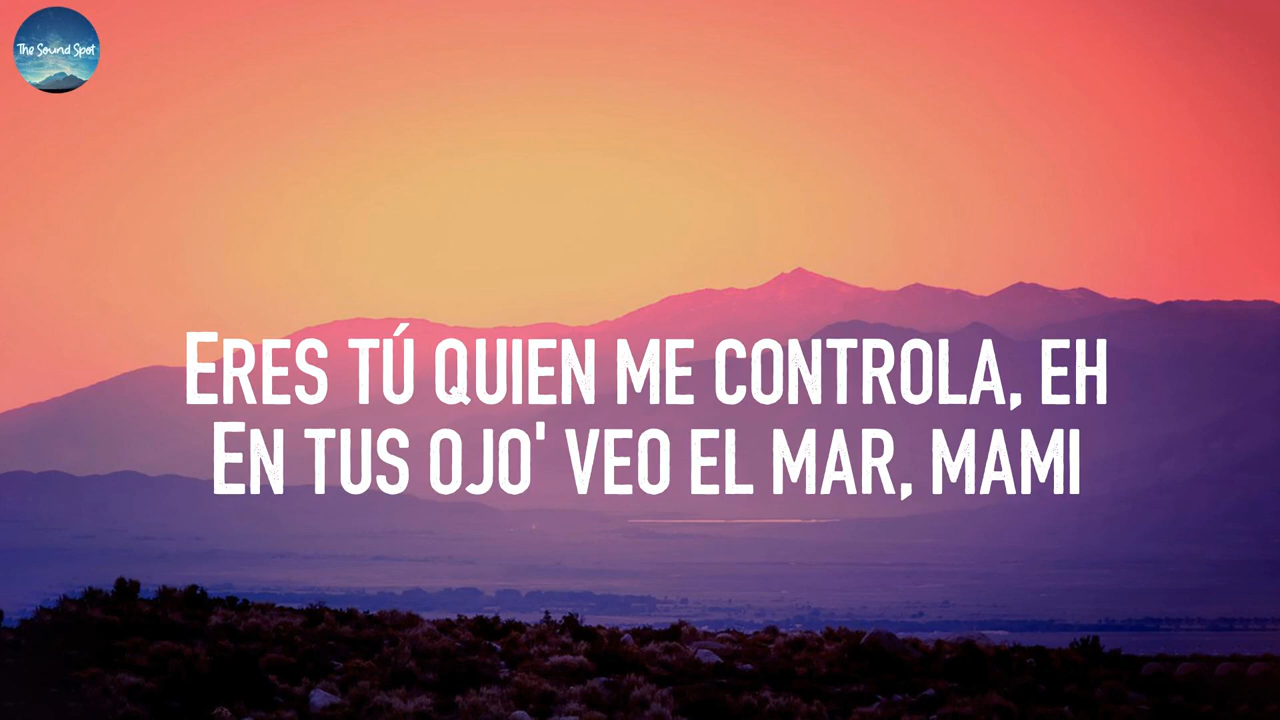 The Sound Spot
ERES TÚ QUIEN ME CONTROLA, EH
EN TUS OJO' VEO EL MAR, MAMI